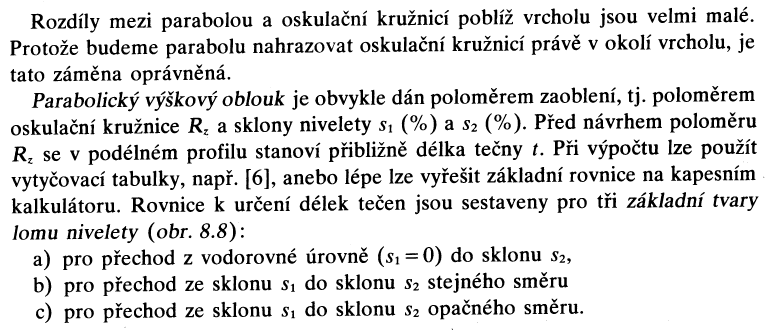 Rozdíly mezi parabolou a oskulační kružnicí poblíž vrcholu jsou velmi malé.
Protože budeme parabolu nahrazovat oskulační kružnicí právě v okolí vrcholu, je
tato záměna oprávněná.
Parabolický výškový oblouk je obvykle dán poloměrem zaoblení, tj. poloměrem
oskulační kružnice Rz a sklony nivelety s1 (%) a s2 (%). Před návrhem poloměru
Rz se v podélném profilu stanoví přibližně délka tečny t. Při výpočtu lze použít
vytyčovací tabulky, např. [6], anebo lépe lze vyřešit základní rovnice na kapesním
kalkulátoru. Rovnice k určení délek tečen jsou sestaveny pro tři základní tvary
lomu nivelety (obr. 8.8):
a) pro přechod z vodorovné úrovně (s1 = 0) do sklonu s2,
b) pro přechod ze sklonu s1 do sklonu s2 stejného směru
c) pro přechod ze sklonu s1 do sklonu s2 opačného směru.